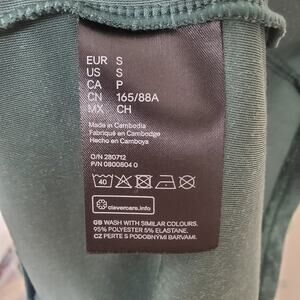 EUR S
US S
CA P
CN 165/88A
MX CH
Made in Cambodia
Fabriqué en Cambodge
Hecho en Camboya
O/N 280712
P/N 0800804 0
40
clevercare.info
GB WASH WITH SIMILAR COLOURS.
95% POLYESTER 5% ELASTANE.
CZ PERTE S PODOBNÝMI BARVAMI.